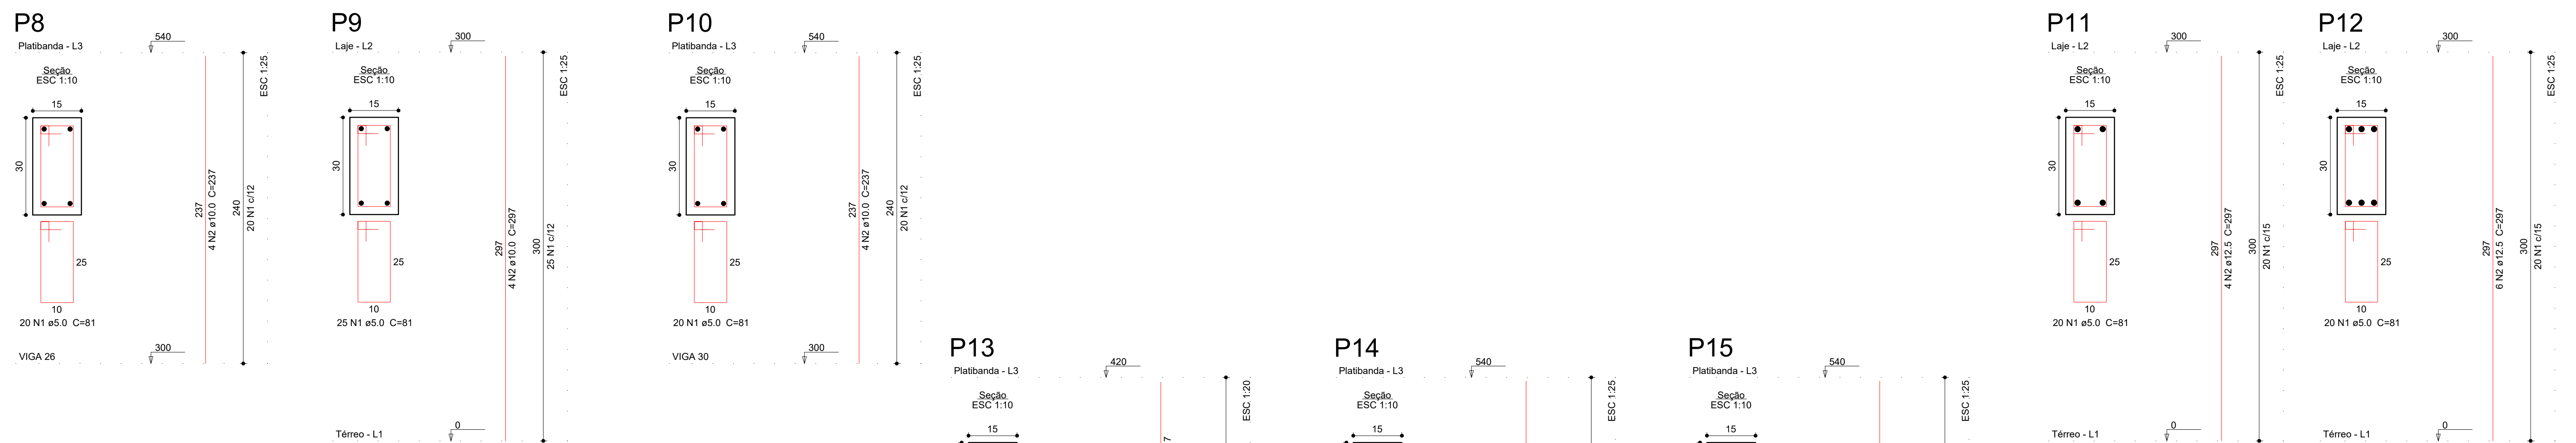 P8
Platibanda - L3
540
ESC 1:25
Seção
ESC 1:10
15
30
237
4 N2 ø10.0 C=237
240
20 N1 c/12
25
10
20 N1 ø5.0 C=81
VIGA 26
300
P9
Laje - L2
300
ESC 1:25
Seção
ESC 1:10
15
30
297
4 N2 ø10.0 C=297
300
25 N1 c/12
25
10
25 N1 ø5.0 C=81
Térreo - L1
0
P10
Platibanda - L3
540
ESC 1:25
Seção
ESC 1:10
15
30
237
4 N2 ø10.0 C=237
240
20 N1 c/12
25
10
20 N1 ø5.0 C=81
VIGA 30
300
P13
Platibanda - L3
420
ESC 1:20
Seção
ESC 1:10
15
7
P14
Platibanda - L3
540
ESC 1:25
Seção
ESC 1:10
15
P15
Platibanda - L3
540
ESC 1:25
Seção
ESC 1:10
15
P11
Laje - L2
300
ESC 1:25
Seção
ESC 1:10
15
30
297
4 N2 ø12.5 C=297
300
20 N1 c/15
25
10
20 N1 ø5.0 C=81
Térreo - L1
0
P12
Laje - L2
300
ESC 1:25
Seção
ESC 1:10
15
30
297
6 N2 ø12.5 C=297
300
20 N1 c/15
25
10
20 N1 ø5.0 C=81
Térreo - L1
0